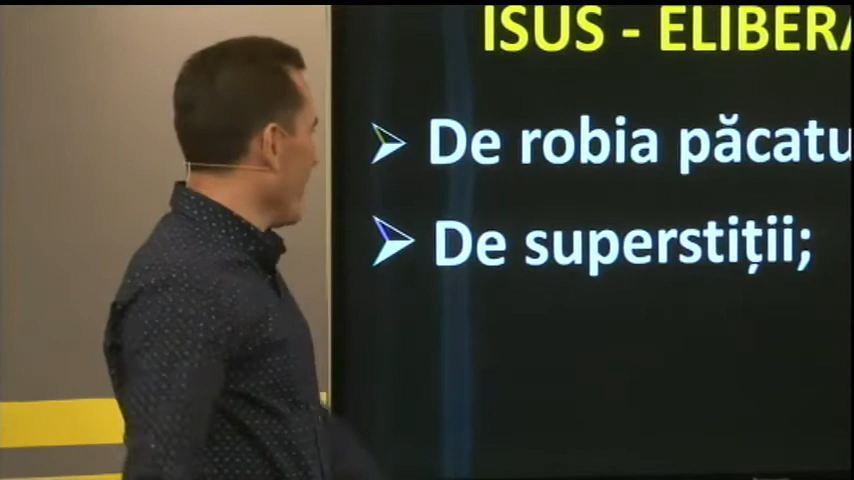 ISUS - ELIBERA
De robia păcatu
De superstiții;